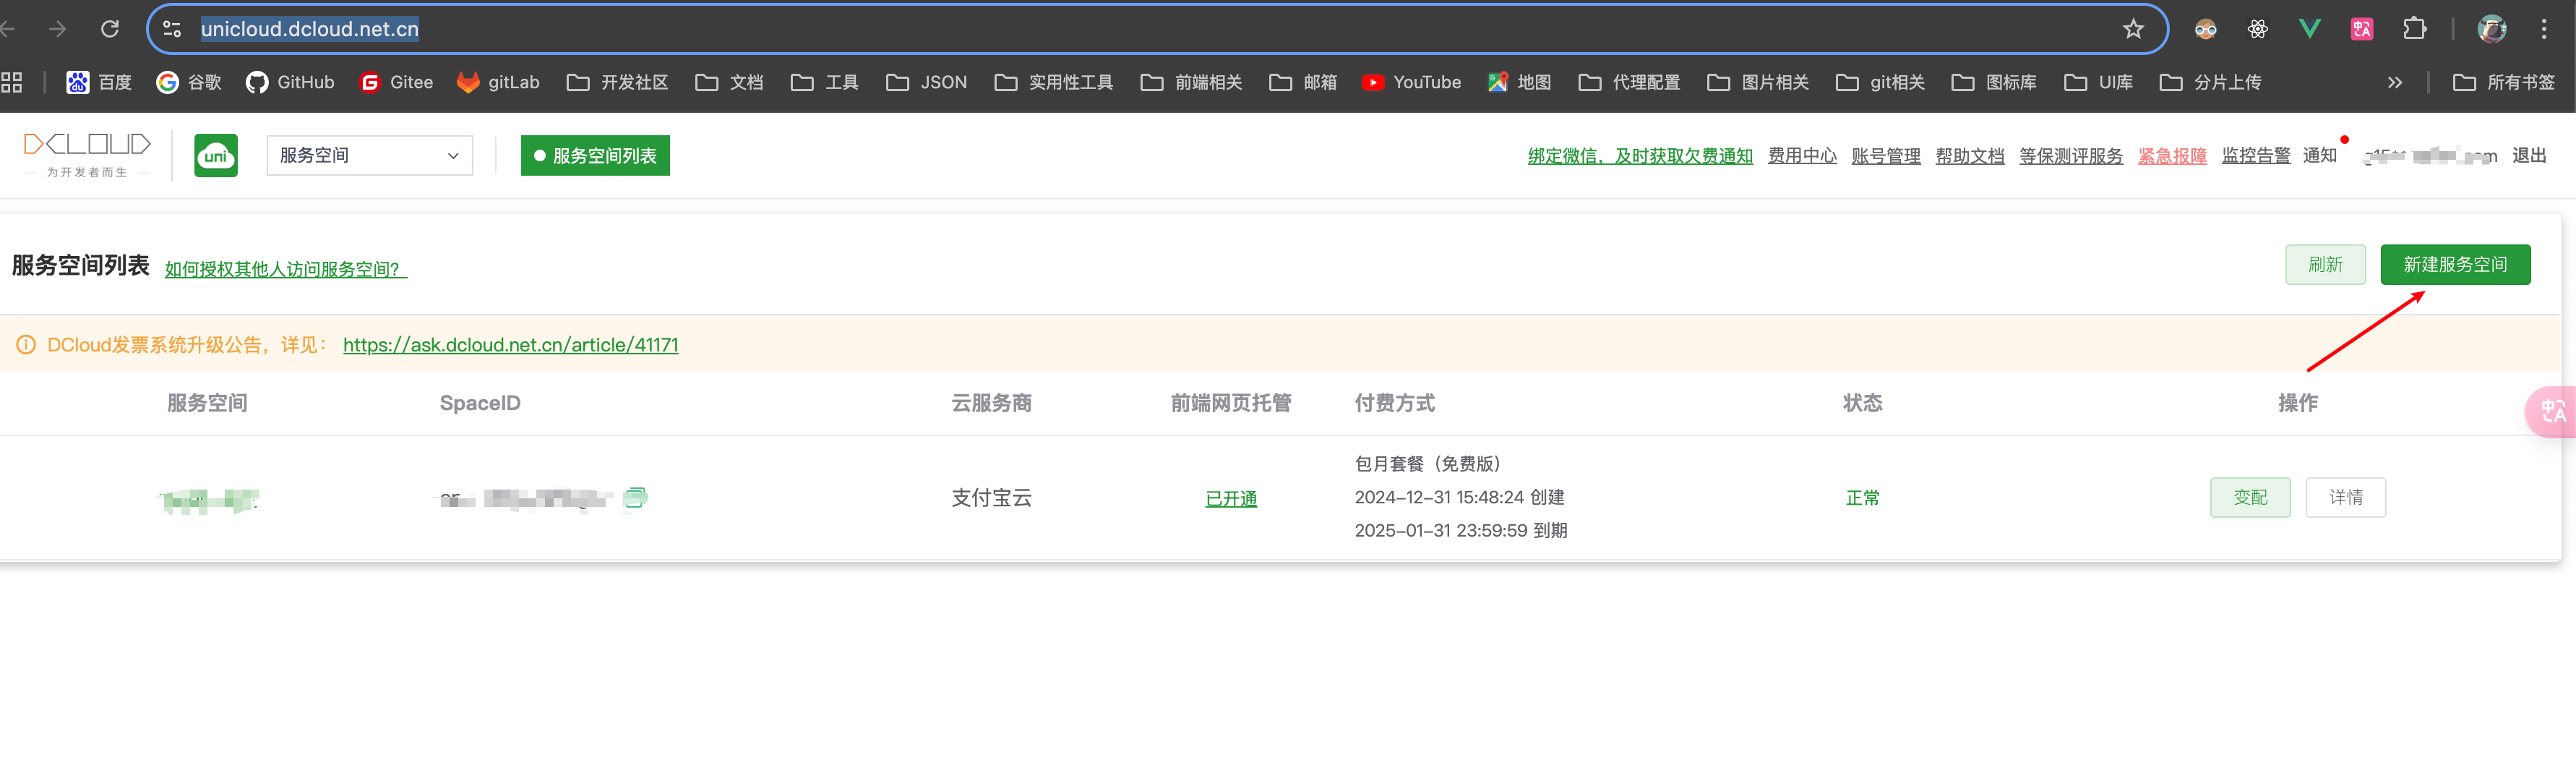 unicloud.dcloud.net.cn
百度 谷歌 GitHub Gitee gitLab 开发社区 文档 工具 JSON 实用性工具 前端相关 邮箱 YouTube 地图 代理配置 图片相关 git相关 图标库 UI库 分片上传 » 所有书签
DCLOUD
为开发者而生
uni
服务空间
服务空间列表
绑定微信，及时获取欠费通知 费用中心 账号管理 帮助文档 等保测评服务 紧急报障 监控告警 通知 退出
服务空间列表 如何授权其他人访问服务空间？
刷新 新建服务空间
DCloud发票系统升级公告，详见： https://ask.dcloud.net.cn/article/41171
服务空间 SpaceID 云服务商 前端网页托管 付费方式 状态 操作
支付宝云 已开通
包月套餐（免费版）
2024-12-31 15:48:24 创建
2025-01-31 23:59:59 到期
正常 变配 详情